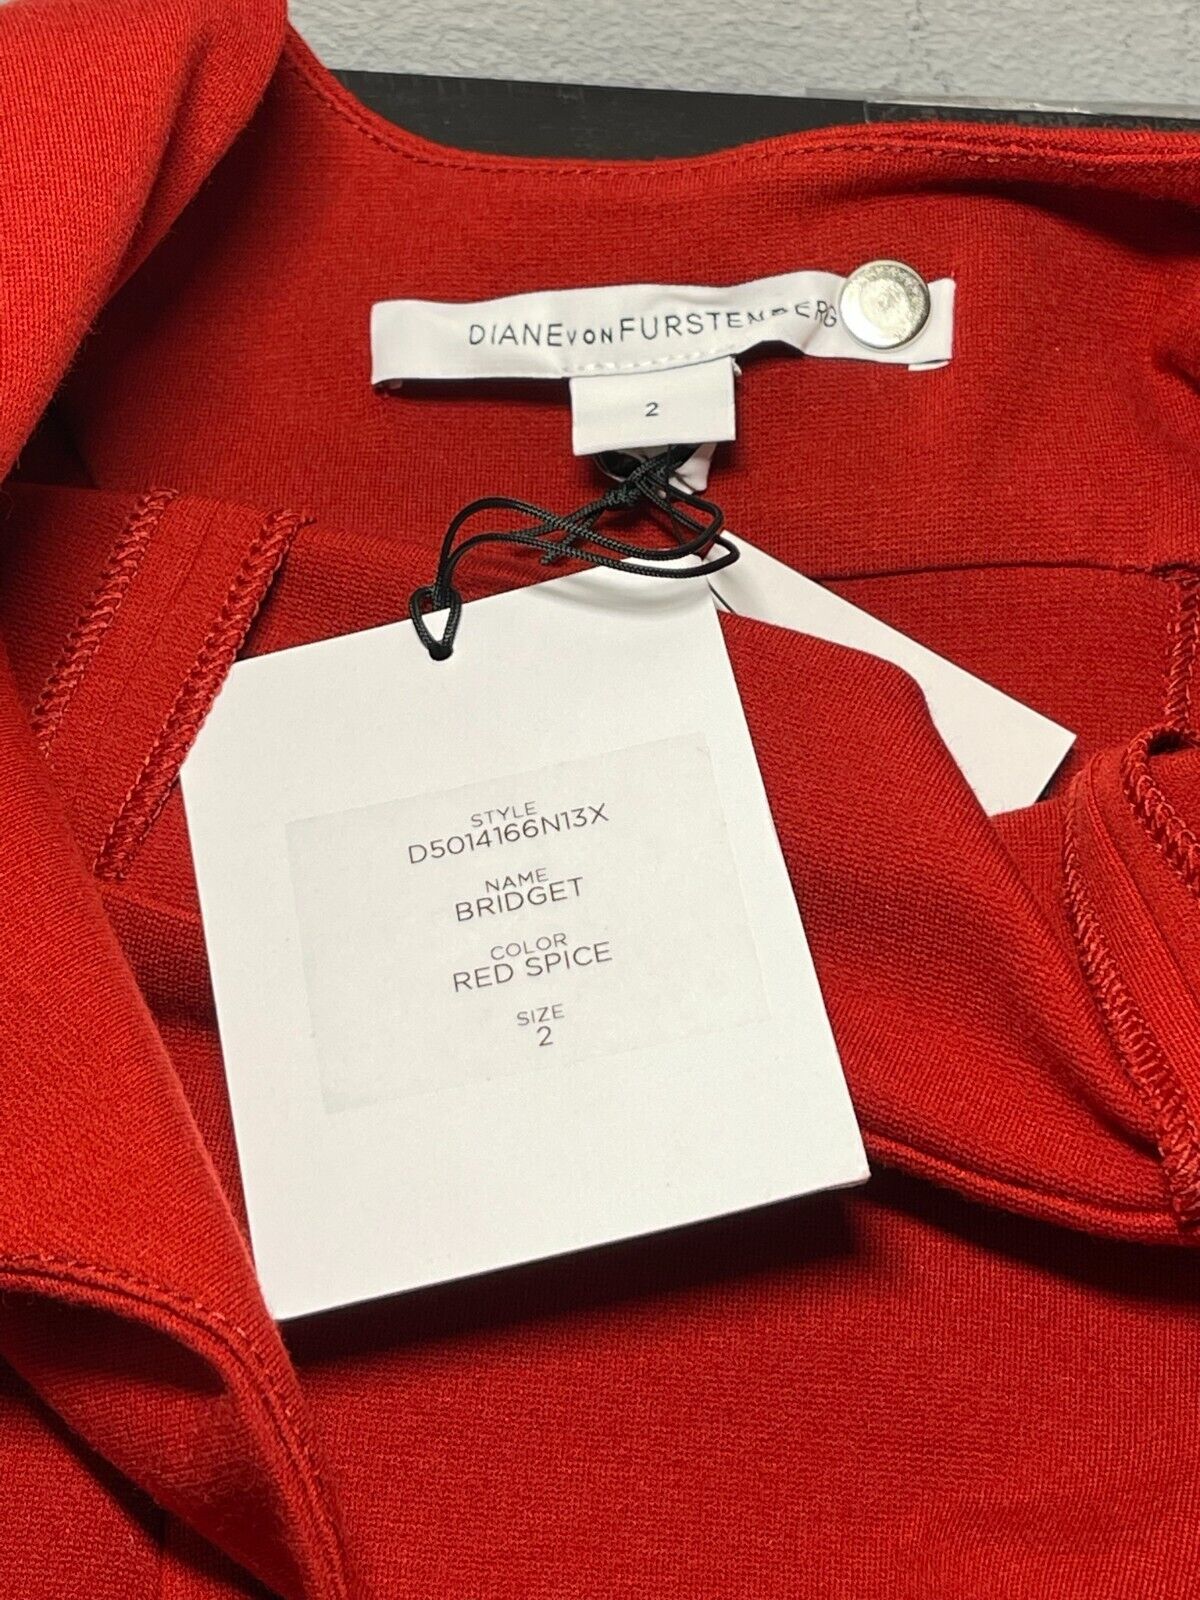 DIANE VON FURSTENBERG
2
STYLE
D5014166N13X
NAME
BRIDGET
COLOR
RED SPICE
SIZE
2